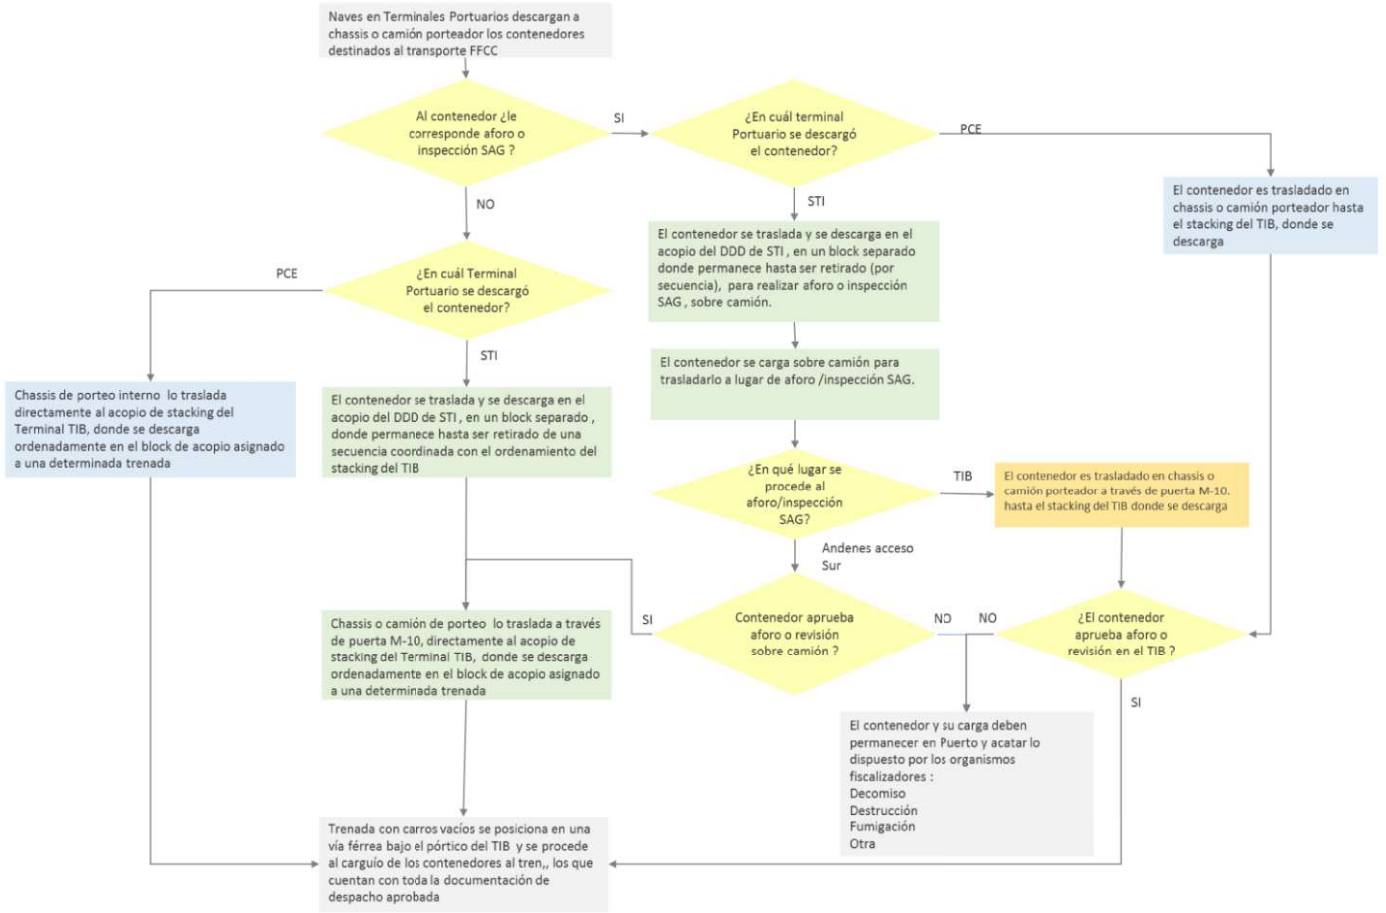 Naves en Terminales Portuarios descargan a
chassis o camión porteador los contenedores
destinados al transporte FFCC
Al contenedor ¿le
corresponde aforo o
inspección SAG ?
SI
¿En cuál terminal
Portuario se descargó
el contenedor?
PCE
El contenedor es trasladado en
chassis o camión porteador hasta
el stacking del TIB, donde se
descarga
NO
STI
El contenedor se traslada y se descarga en el
acopio del DDD de STI , en un block separado
donde permanece hasta ser retirado (por
secuencia), para realizar aforo o inspección
SAG , sobre camión.
¿En cuál Terminal
Portuario se descargó
el contenedor?
PCE
STI
El contenedor se carga sobre camión para
trasladarlo a lugar de aforo /inspección SAG.
Chassis de porteo interno lo traslada
directamente al acopio de stacking del
Terminal TIB, donde se descarga
ordenadamente en el block de acopio asignado
a una determinada trenada
El contenedor se traslada y se descarga en el
acopio del DDD de STI , en un block separado ,
donde permanece hasta ser retirado de una
secuencia coordinada con el ordenamiento del
stacking del TIB
¿En qué lugar se
procede al
aforo/inspección
SAG?
TIB
El contenedor es trasladado en chassis o
camión porteador a través de puerta M-10.
hasta el stacking del TIB donde se descarga
Andenes acceso
Sur
Chassis o camión de porteo lo traslada a través
de puerta M-10, directamente al acopio de
stacking del Terminal TIB, donde se descarga
ordenadamente en el block de acopio asignado
a una determinada trenada
SI
Contenedor aprueba
aforo o revisión
sobre camión ?
NO
NO
¿El contenedor
aprueba aforo o
revisión en el TIB ?
SI
El contenedor y su carga deben
permanecer en Puerto y acatar lo
dispuesto por los organismos
fiscalizadores :
Decomiso
Destrucción
Fumigación
Otra
Trenada con carros vacíos se posiciona en una
vía férrea bajo el pórtico del TIB y se procede
al carguío de los contenedores al tren,, los que
cuentan con toda la documentación de
despacho aprobada